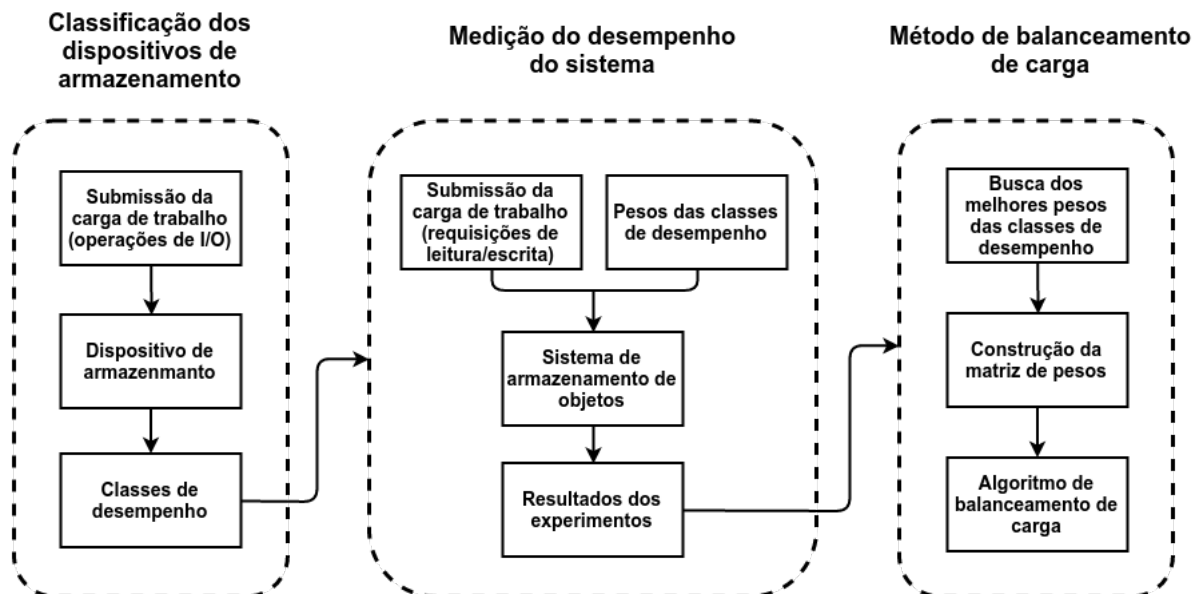 Classificação dos
dispositivos de
armazenamento
Submissão da
carga de trabalho
(operações de I/O)
Dispositivo de
armazenmanto
Classes de
desempenho
Medição do desempenho
do sistema
Submissão da
carga de trabalho
(requisições de
leitura/escrita)
Pesos das classes
de desempenho
Sistema de
armazenamento de
objetos
Resultados dos
experimentos
Método de balanceamento
de carga
Busca dos
melhores pesos
das classes de
desempenho
Construção da
matriz de pesos
Algoritmo de
balanceamento de
carga